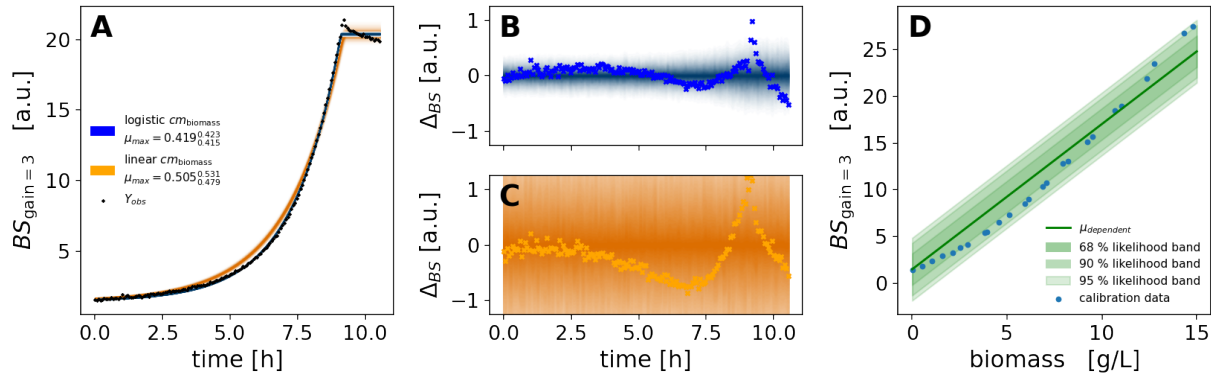 A
BS_gain = 3 [a.u.]
20
15
10
5
logistic cm_biomass
μ_max = 0.419^0.423_0.415
linear cm_biomass
μ_max = 0.505^0.531_0.479
Y_obs
0.0 2.5 5.0 7.5 10.0
time [h]
B
Δ_BS [a.u.]
1
0
−1
C
Δ_BS [a.u.]
1
0
−1
0.0 2.5 5.0 7.5 10.0
time [h]
D
BS_gain = 3 [a.u.]
25
20
15
10
5
0
μ_dependent
68 % likelihood band
90 % likelihood band
95 % likelihood band
calibration data
0 5 10 15
biomass [g/L]